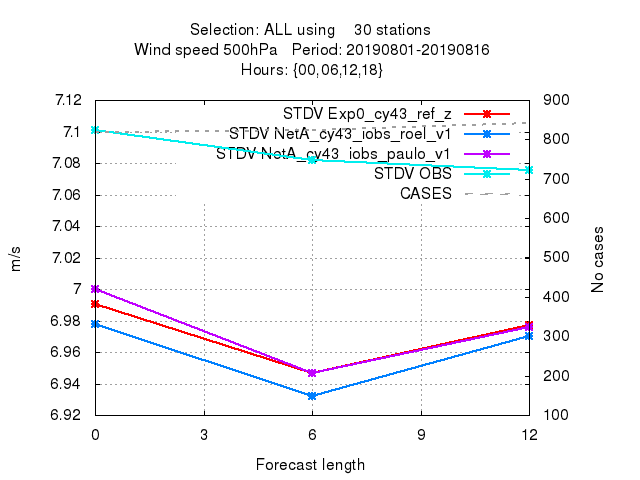 Selection: ALL using 30 stations
Wind speed 500hPa Period: 20190801-20190816
Hours: {00,06,12,18}
7.12 900
STDV Exp0_cy43_ref_z
7.1 STDV NetA_cy43_iobs_roel_v1 800
STDV NetA_cy43_iobs_paulo_v1
7.08 STDV OBS 700
7.06 CASES
7.04 600
7.02 500
m/s No cases
7 400
6.98 300
6.96
6.94 200
6.92 100
0 3 6 9 12
Forecast length